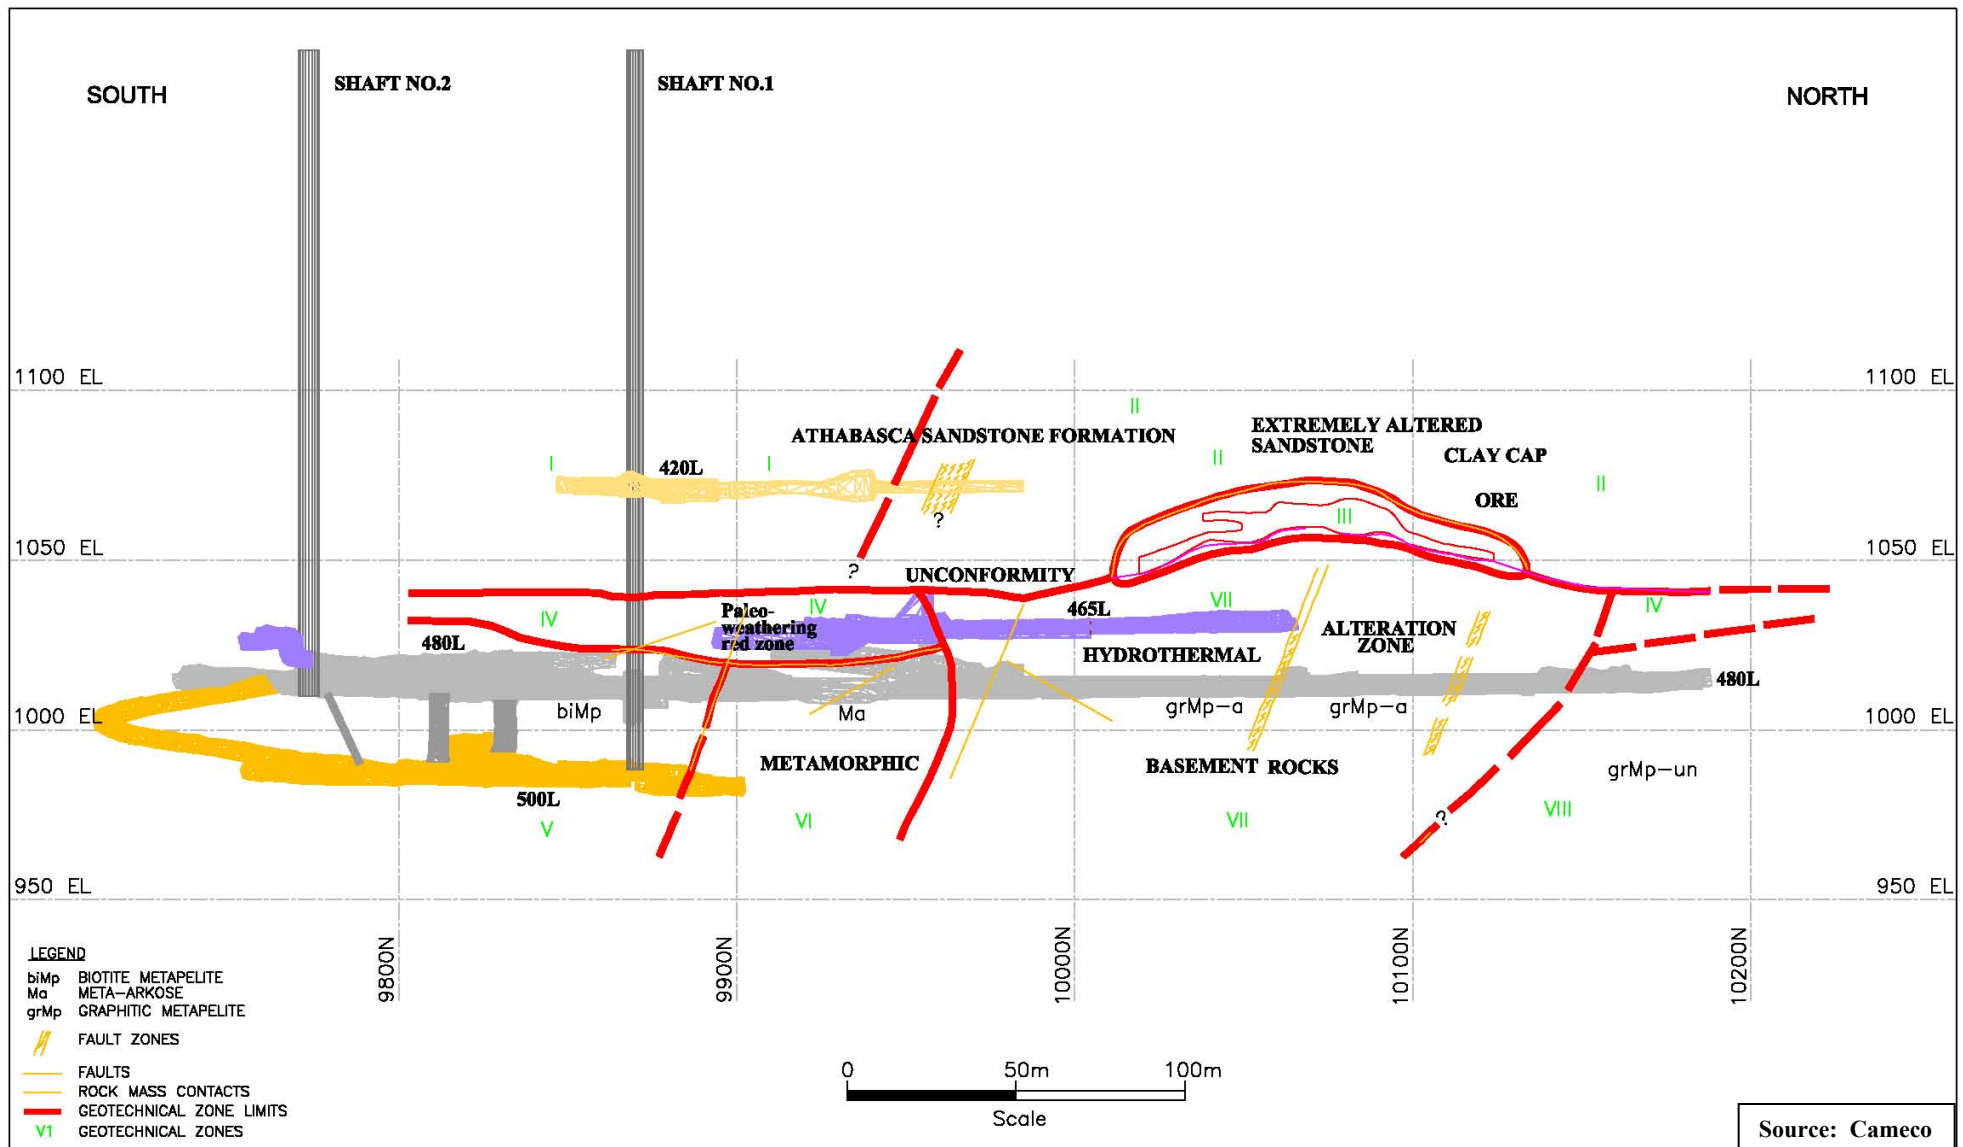 SHAFT NO.2
SHAFT NO.1
SOUTH
NORTH
1100 EL
1100 EL
II
ATHABASCA SANDSTONE FORMATION
EXTREMELY ALTERED
SANDSTONE
CLAY CAP
I
420L
I
II
II
ORE
III
?
1050 EL
1050 EL
?
UNCONFORMITY
IV
Paleo-
weathering
red zone
IV
465L
VII
IV
480L
ALTERATION
ZONE
HYDROTHERMAL
480L
biMp
Ma
grMp-a
grMp-a
1000 EL
1000 EL
METAMORPHIC
BASEMENT ROCKS
grMp-un
500L
V
VI
VII
?
VIII
950 EL
950 EL
9800N
9900N
10000N
10100N
10200N
LEGEND
biMp BIOTITE METAPELITE
Ma META-ARKOSE
grMp GRAPHITIC METAPELITE
FAULT ZONES
FAULTS
ROCK MASS CONTACTS
GEOTECHNICAL ZONE LIMITS
V1 GEOTECHNICAL ZONES
0 50m 100m
Scale
Source: Cameco